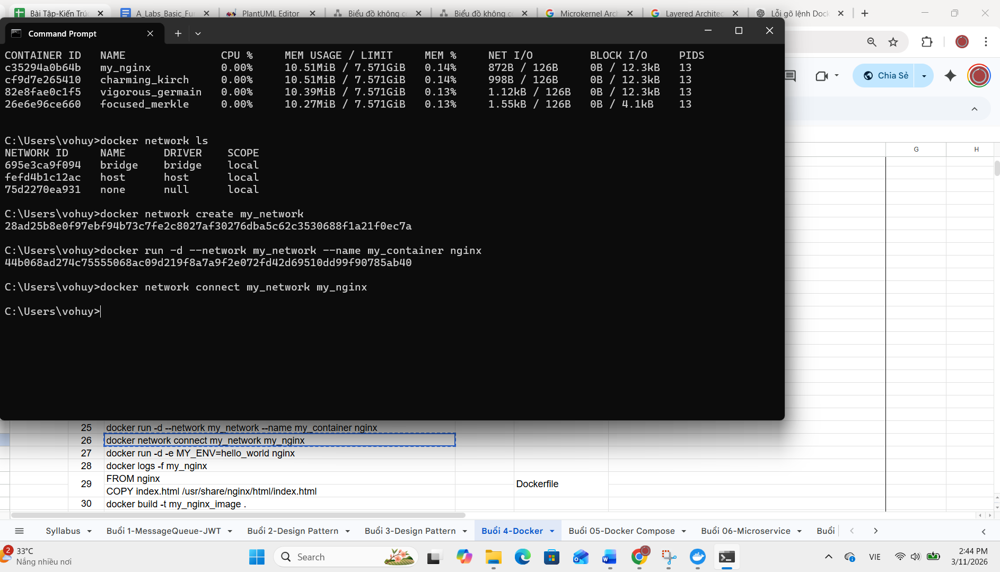 Bài Tập-Kiến Trúc
A_Labs_Basic_Fu
PlantUML Editor
Biểu đồ không c
Biểu đồ không c
Microkernel Arc
Layered Architec
Lỗi gõ lệnh Dock
Command Prompt
CONTAINER ID NAME CPU % MEM USAGE / LIMIT MEM % NET I/O BLOCK I/O PIDS
c35294a0b64b my_nginx 0.00% 10.51MiB / 7.571GiB 0.14% 872B / 126B 0B / 12.3kB 13
cf9d7e265410 charming_kirch 0.00% 10.51MiB / 7.571GiB 0.14% 998B / 126B 0B / 12.3kB 13
82e8fae0c1f5 vigorous_germain 0.00% 10.39MiB / 7.571GiB 0.13% 1.12kB / 126B 0B / 12.3kB 13
26e6e96ce660 focused_merkle 0.00% 10.27MiB / 7.571GiB 0.13% 1.55kB / 126B 0B / 4.1kB 13
Chia Sẻ
G H
C:\Users\vohuy>docker network ls
NETWORK ID NAME DRIVER SCOPE
695e3ca9f094 bridge bridge local
fefd4b1c12ac host host local
75d2270ea931 none null local
C:\Users\vohuy>docker network create my_network
28ad25b8e0f97ebf94b73c7fe2c8027af30276dba5c62c3530688f1a21f0ec7a
C:\Users\vohuy>docker run -d --network my_network --name my_container nginx
44b068ad274c75555068ac09d219f8a7a9f2e072fd42d69510dd99f90785ab40
C:\Users\vohuy>docker network connect my_network my_nginx
C:\Users\vohuy>
25 docker run -d --network my_network --name my_container nginx
26 docker network connect my_network my_nginx
27 docker run -d -e MY_ENV=hello_world nginx
28 docker logs -f my_nginx
29 FROM nginx
COPY index.html /usr/share/nginx/html/index.html
Dockerfile
30 docker build -t my_nginx_image .
Syllabus
Buổi 1-MessageQueue-JWT
Buổi 2-Design Pattern
Buổi 3-Design Pattern
Buổi 4-Docker
Buổi 05-Docker Compose
Buổi 06-Microservice
Buổi
2
33°C
Nắng nhiều nơi
Search
VIE
2:44 PM
3/11/2026